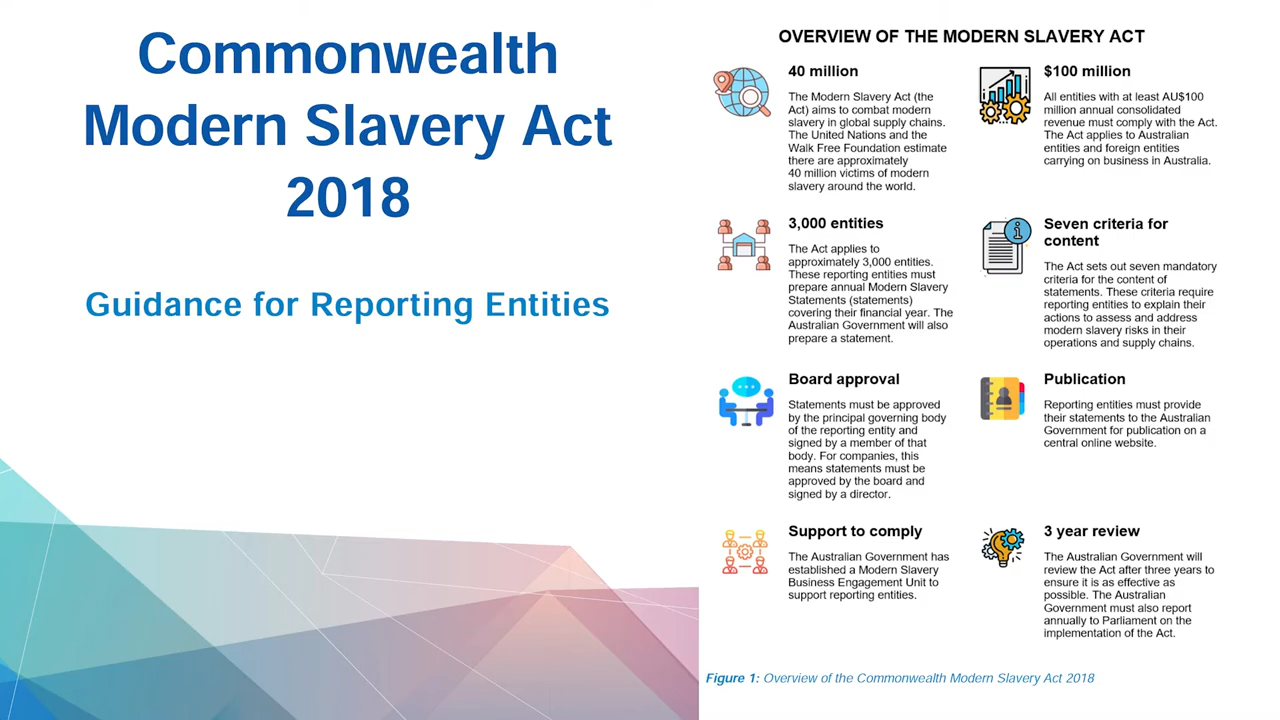 Commonwealth
Modern Slavery Act
2018
Guidance for Reporting Entities
OVERVIEW OF THE MODERN SLAVERY ACT
40 million
The Modern Slavery Act (the
Act) aims to combat modern
slavery in global supply chains.
The United Nations and the
Walk Free Foundation estimate
there are approximately
40 million victims of modern
slavery around the world.
$100 million
All entities with at least AU$100
million annual consolidated
revenue must comply with the Act.
The Act applies to Australian
entities and foreign entities
carrying on business in Australia.
3,000 entities
The Act applies to
approximately 3,000 entities.
These reporting entities must
prepare annual Modern Slavery
Statements (statements)
covering their financial year. The
Australian Government will also
prepare a statement.
Seven criteria for
content
The Act sets out seven mandatory
criteria for the content of
statements. These criteria require
reporting entities to explain their
actions to assess and address
modern slavery risks in their
operations and supply chains.
Board approval
Statements must be approved
by the principal governing body
of the reporting entity and
signed by a member of that
body. For companies, this
means statements must be
approved by the board and
signed by a director.
Publication
Reporting entities must provide
their statements to the Australian
Government for publication on a
central online website.
Support to comply
The Australian Government has
established a Modern Slavery
Business Engagement Unit to
support reporting entities.
3 year review
The Australian Government will
review the Act after three years to
ensure it is as effective as
possible. The Australian
Government must also report
annually to Parliament on the
implementation of the Act.
Figure 1: Overview of the Commonwealth Modern Slavery Act 2018